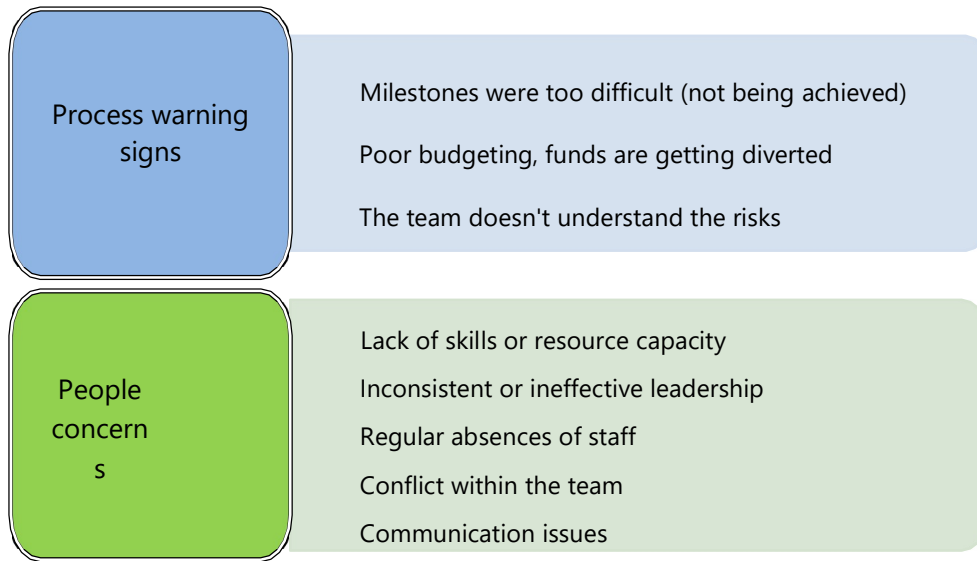 Process warning
signs
Milestones were too difficult (not being achieved)
Poor budgeting, funds are getting diverted
The team doesn't understand the risks
People
concern
s
Lack of skills or resource capacity
Inconsistent or ineffective leadership
Regular absences of staff
Conflict within the team
Communication issues